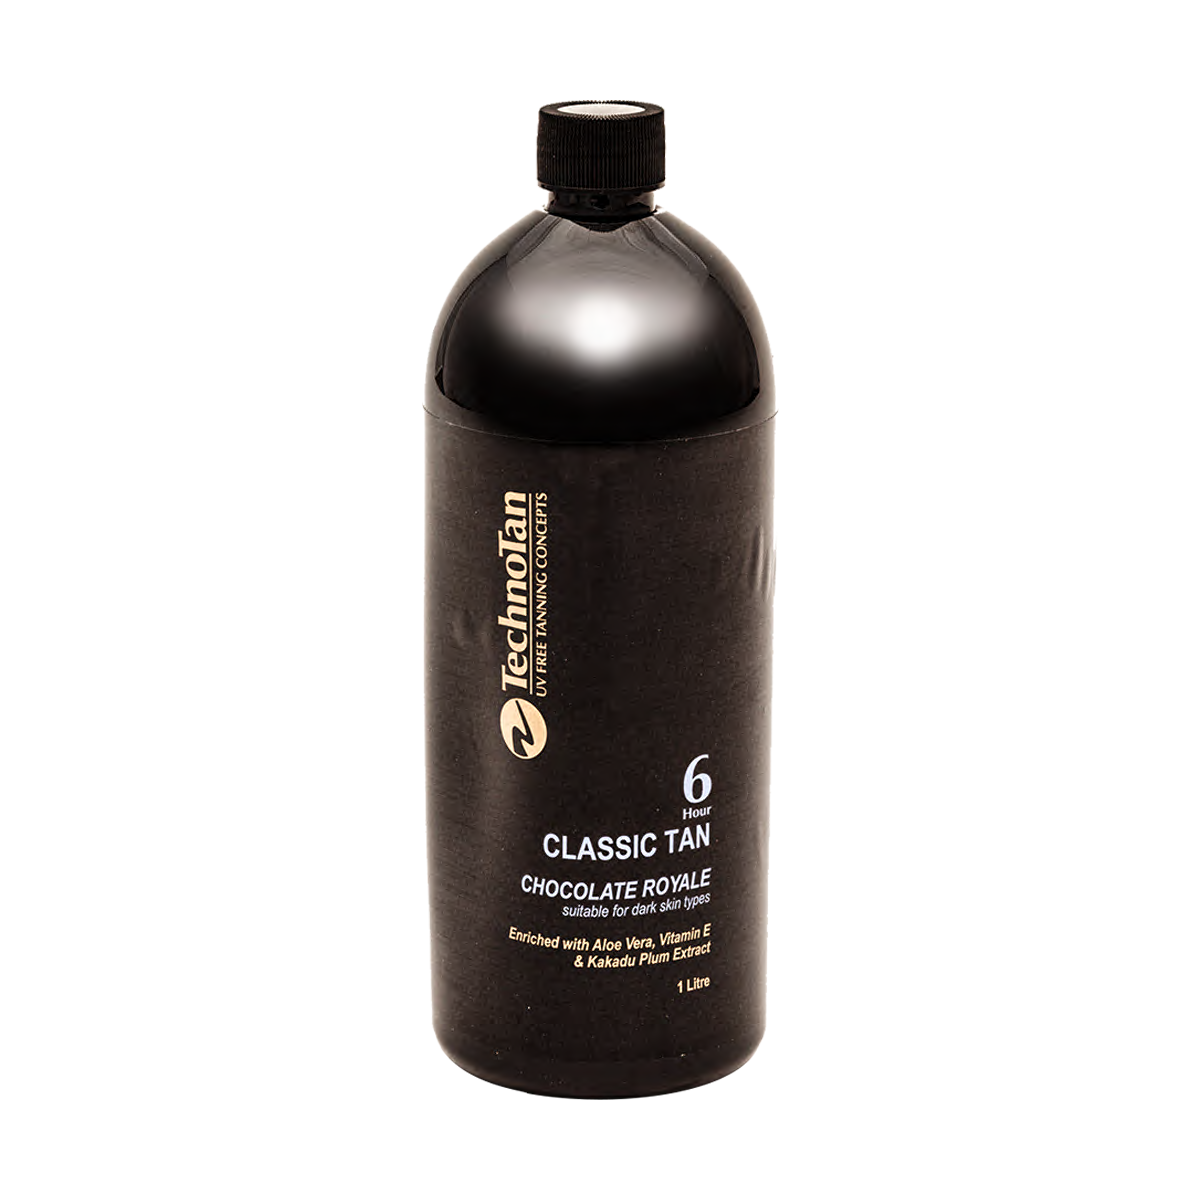 TechnoTan
UV FREE TANNING CONCEPTS
6
Hour
CLASSIC TAN
CHOCOLATE ROYALE
suitable for dark skin types
Enriched with Aloe Vera, Vitamin E
& Kakadu Plum Extract
1 Litre